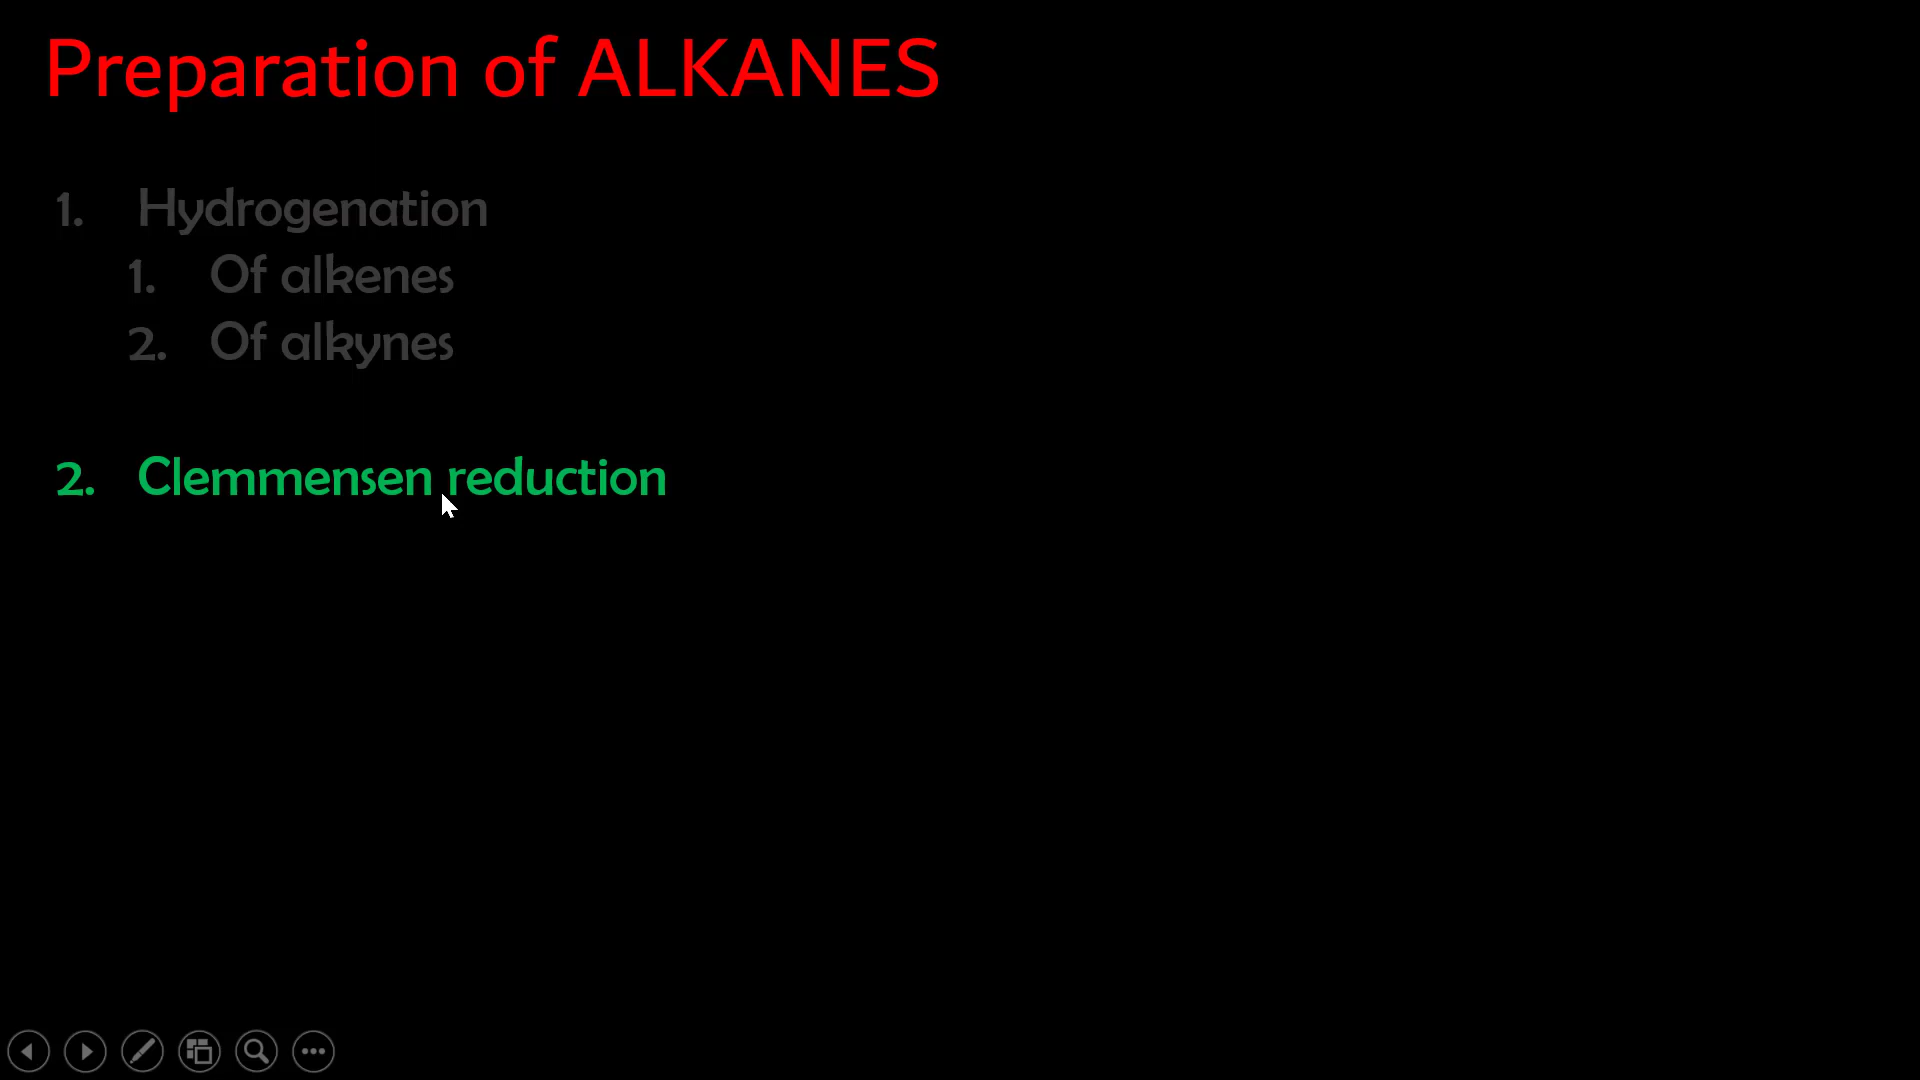 Preparation of ALKANES
1. Hydrogenation
1. Of alkenes
2. Of alkynes
2. Clemmensen reduction